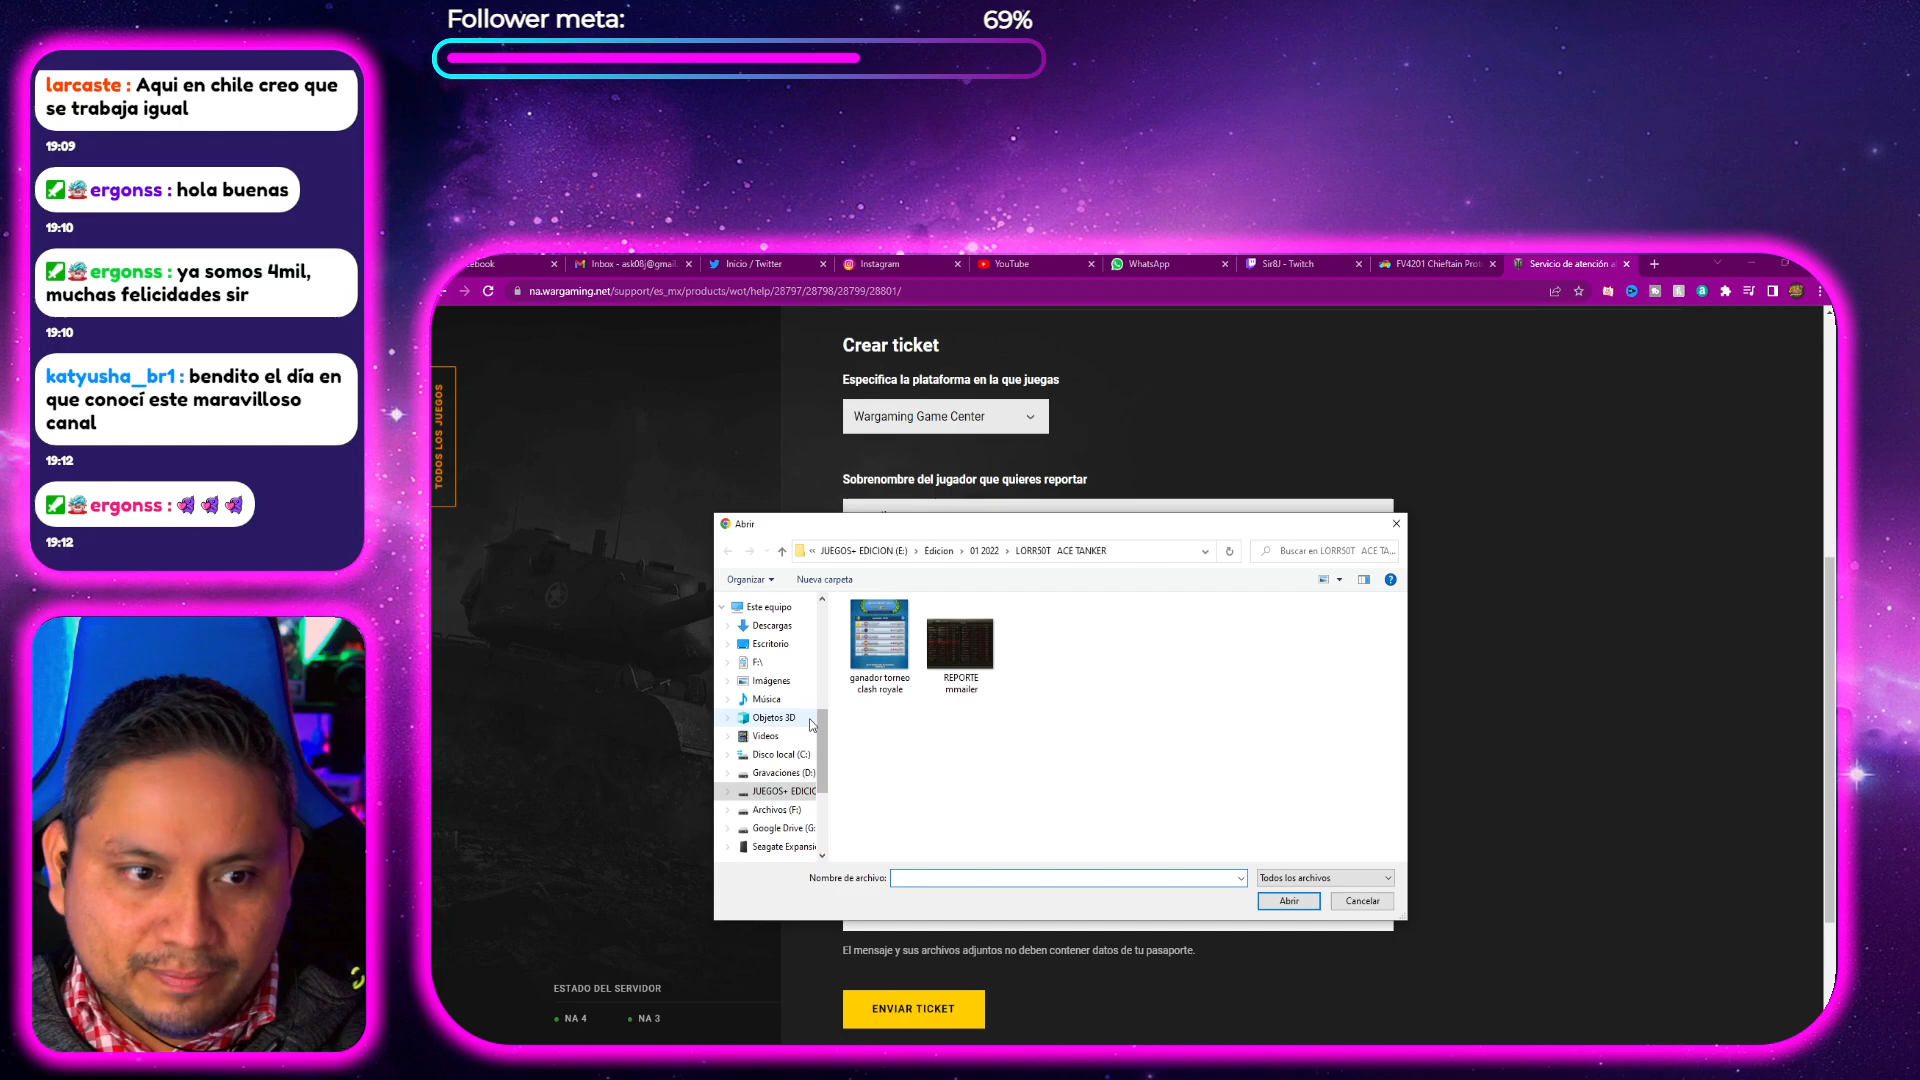 Follower meta:
69%
larcaste : Aqui en chile creo que
se trabaja igual
19:09
ergonss : hola buenas
19:10
ergonss : ya somos 4mil,
muchas felicidades sir
19:10
katyusha_br1 : bendito el día en
que conocí este maravilloso
canal
19:12
ergonss :
19:12
ebook
Inbox - ask08j@gmail
Inicio / Twitter
Instagram
YouTube
WhatsApp
Sir8J - Twitch
FV4201 Chieftain Prot
Servicio de atención a
na.wargaming.net/support/es_mx/products/wot/help/28797/28798/28799/28801/
TODOS LOS JUEGOS
Crear ticket
Especifica la plataforma en la que juegas
Wargaming Game Center
Sobrenombre del jugador que quieres reportar
Abrir
« JUEGOS+ EDICION (E:) › Edicion › 01 2022 › LORRS0T ACE TANKER
Buscar en LORRS0T ACE TA...
Organizar
Nueva carpeta
Este equipo
Descargas
Escritorio
F:\
Imágenes
Música
Objetos 3D
Videos
Disco local (C:)
Gravaciones (D:)
JUEGOS+ EDICIO
Archivos (F:)
Google Drive (G:
Seagate Expansi
ganador torneo
clash royale
REPORTE
mmailer
Nombre de archivo:
Todos los archivos
Abrir
Cancelar
El mensaje y sus archivos adjuntos no deben contener datos de tu pasaporte.
ENVIAR TICKET
ESTADO DEL SERVIDOR
NA 4
NA 3